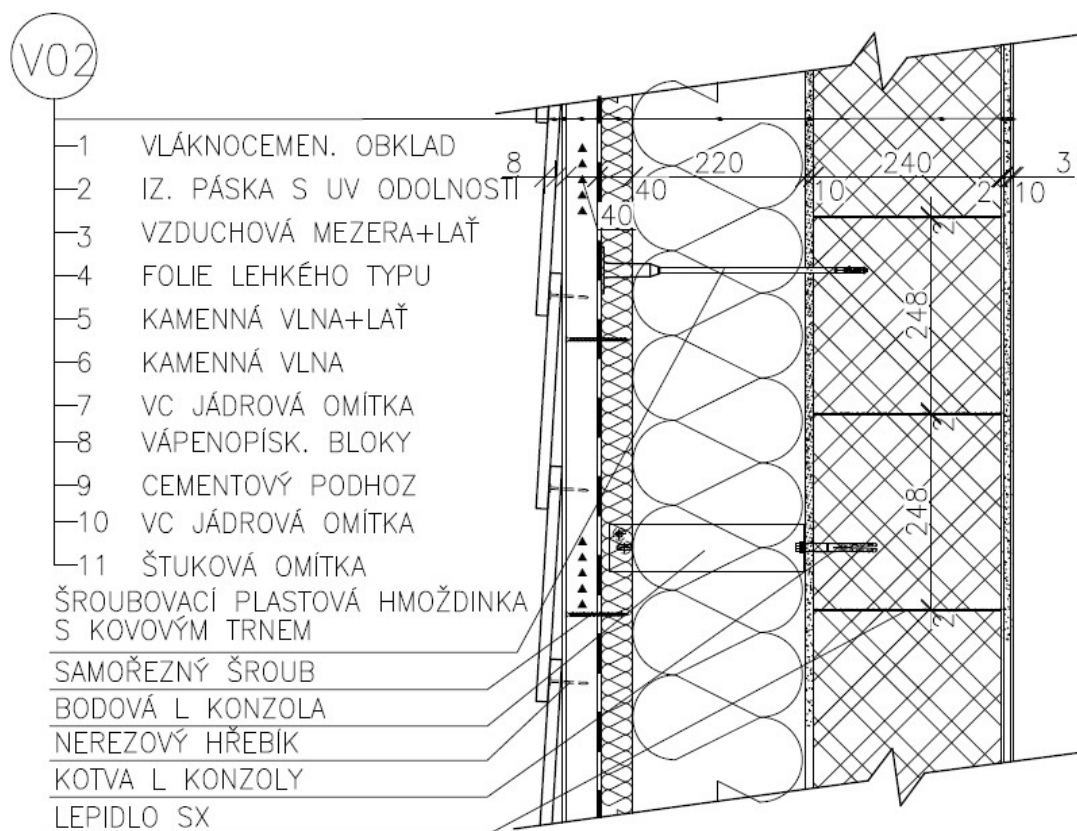 V02
1 VLÁKNOCEMEN. OBKLAD
2 IZ. PÁSKA S UV ODOLNOSTÍ
3 VZDUCHOVÁ MEZERA+LAŤ
4 FOLIE LEHKÉHO TYPU
5 KAMENNÁ VLNA+LAŤ
6 KAMENNÁ VLNA
7 VC JÁDROVÁ OMÍTKA
8 VÁPENOPÍSK. BLOKY
9 CEMENTOVÝ PODHOZ
10 VC JÁDROVÁ OMÍTKA
11 ŠTUKOVÁ OMÍTKA
ŠROUBOVACÍ PLASTOVÁ HMOŽDINKA
S KOVOVÝM TRNEM
SAMOŘEZNÝ ŠROUB
BODOVÁ L KONZOLA
NEREZOVÝ HŘEBÍK
KOTVA L KONZOLY
LEPIDLO SX
8 220 240 3
40 40 10 2 10
2
248
2
248
2